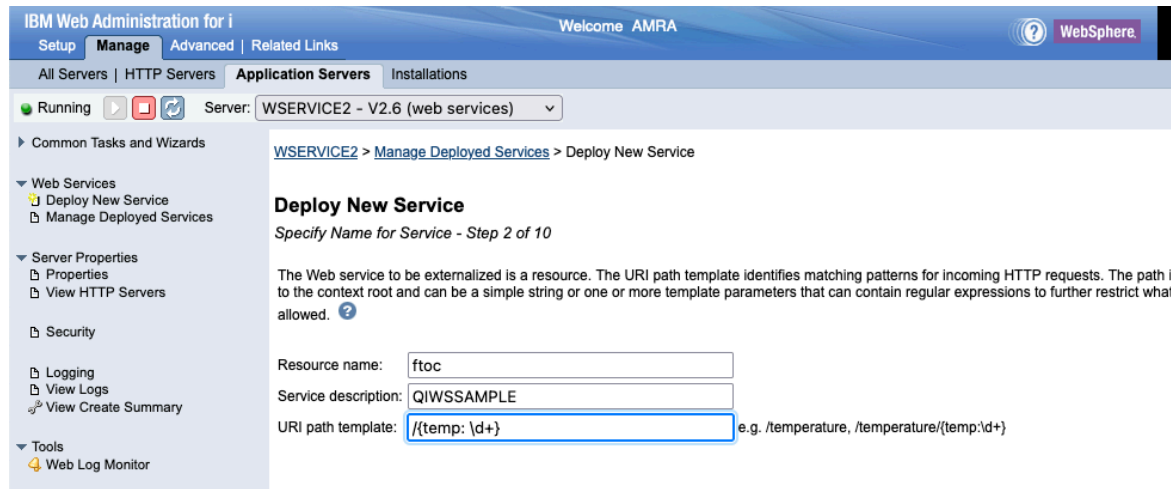 IBM Web Administration for i
Welcome AMRA
WebSphere.
Setup Manage Advanced | Related Links
All Servers | HTTP Servers Application Servers Installations
Running Server: WSERVICE2 - V2.6 (web services)
Common Tasks and Wizards
Web Services
Deploy New Service
Manage Deployed Services
Server Properties
Properties
View HTTP Servers
Security
Logging
View Logs
View Create Summary
Tools
Web Log Monitor
WSERVICE2 > Manage Deployed Services > Deploy New Service
Deploy New Service
Specify Name for Service - Step 2 of 10
The Web service to be externalized is a resource. The URI path template identifies matching patterns for incoming HTTP requests. The path i
to the context root and can be a simple string or one or more template parameters that can contain regular expressions to further restrict what
allowed. ?
Resource name: ftoc
Service description: QIWSSAMPLE
URI path template: /{temp: \d+} e.g. /temperature, /temperature/{temp:\d+}